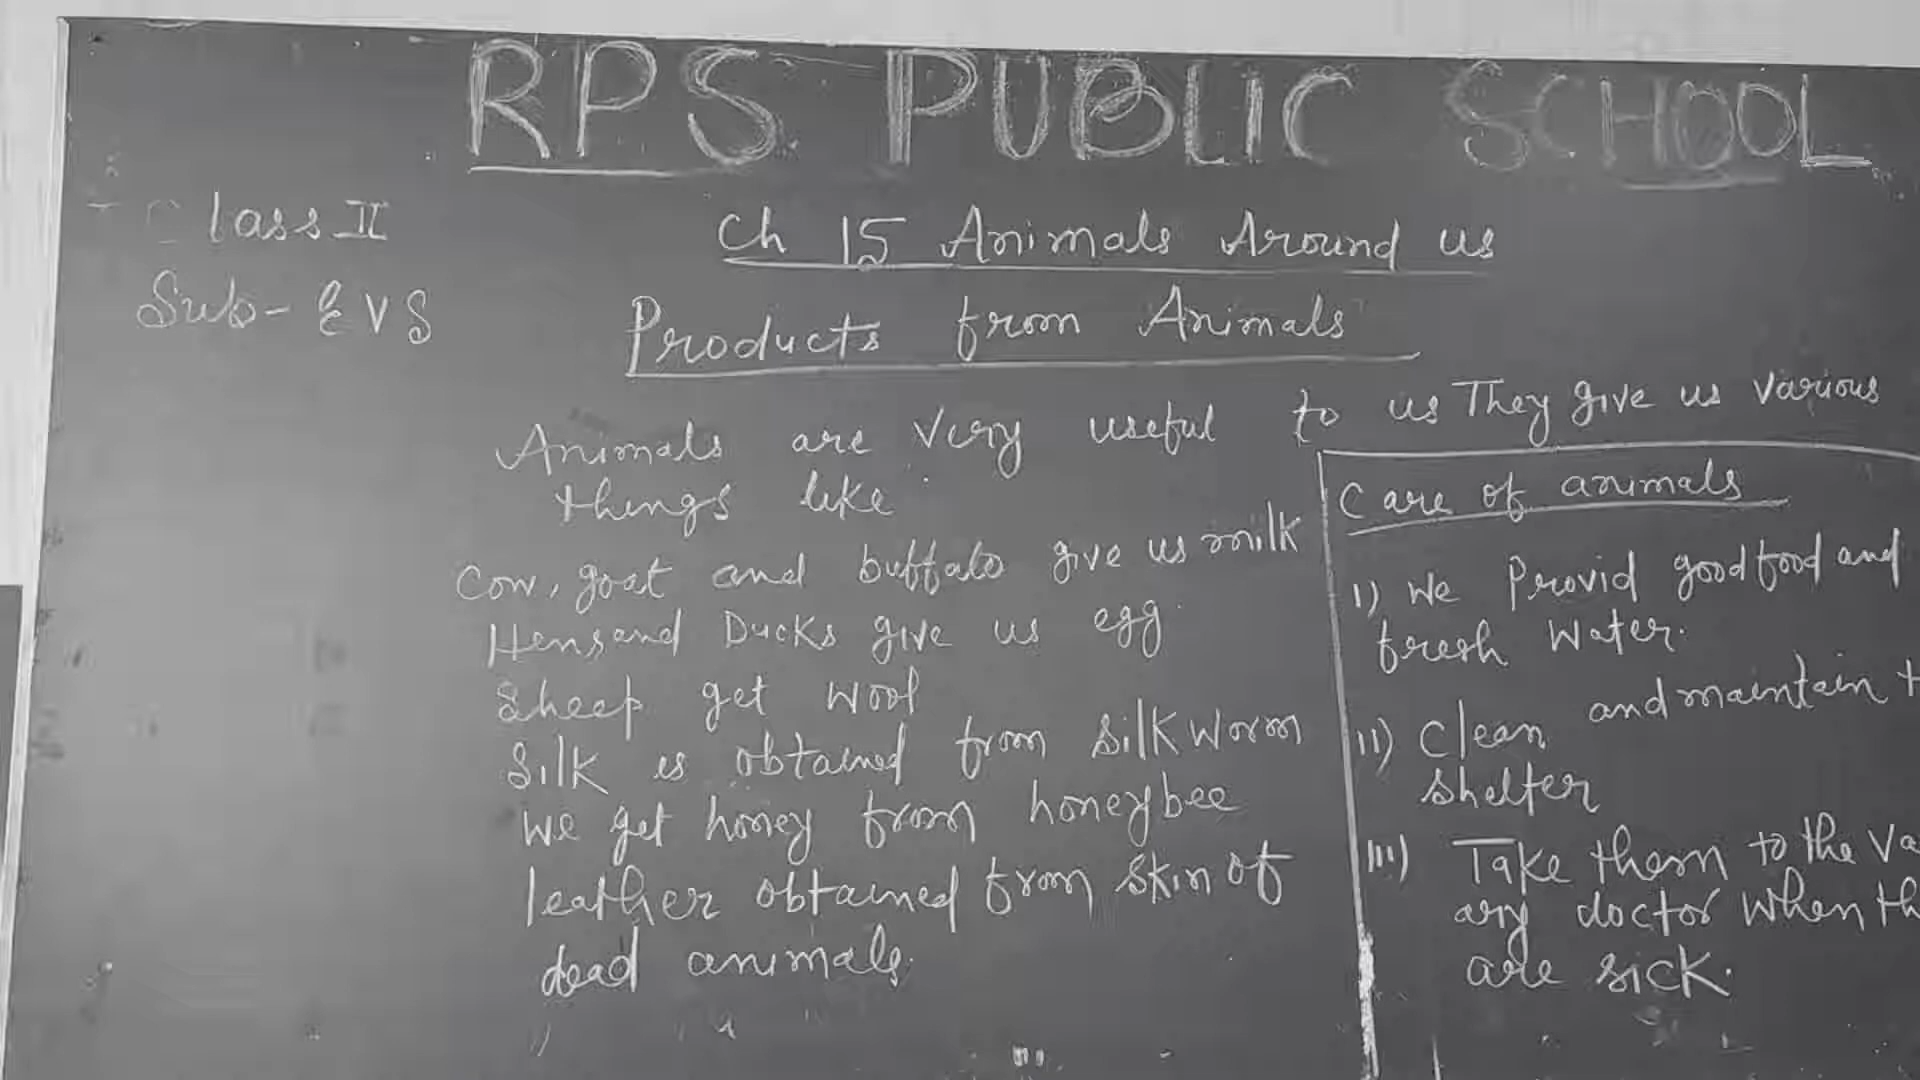 RPS PUBLIC SCHOOL
Class II
Sub- EVS
Ch 15 Animals Around us
Products from Animals
Animals are very useful to us They give us various
things like
Cow, goat and buffalo give us milk
Hens and Ducks give us egg.
Sheep get wool
Silk is obtained from silk worm
We get honey from honeybee
leather obtained from skin of
dead animals.
Care of animals
I) We Provid good food and
fresh water.
II) Clean and maintain
shelter
III) Take them to the
ary doctor when
are sick.